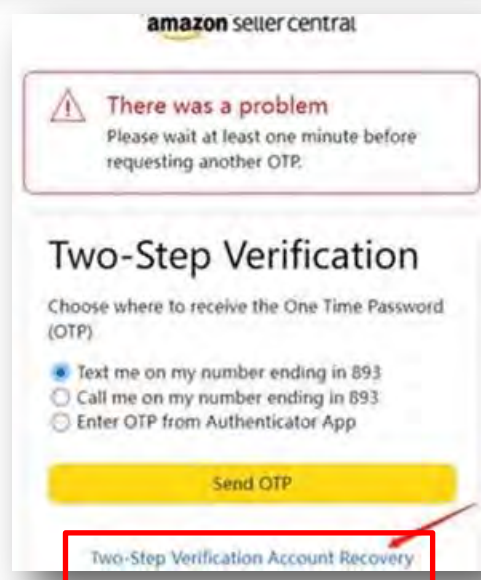 amazon seller central
There was a problem
Please wait at least one minute before
requesting another OTP.
Two-Step Verification
Choose where to receive the One Time Password
(OTP)
Text me on my number ending in 893
Call me on my number ending in 893
Enter OTP from Authenticator App
Send OTP
Two-Step Verification Account Recovery